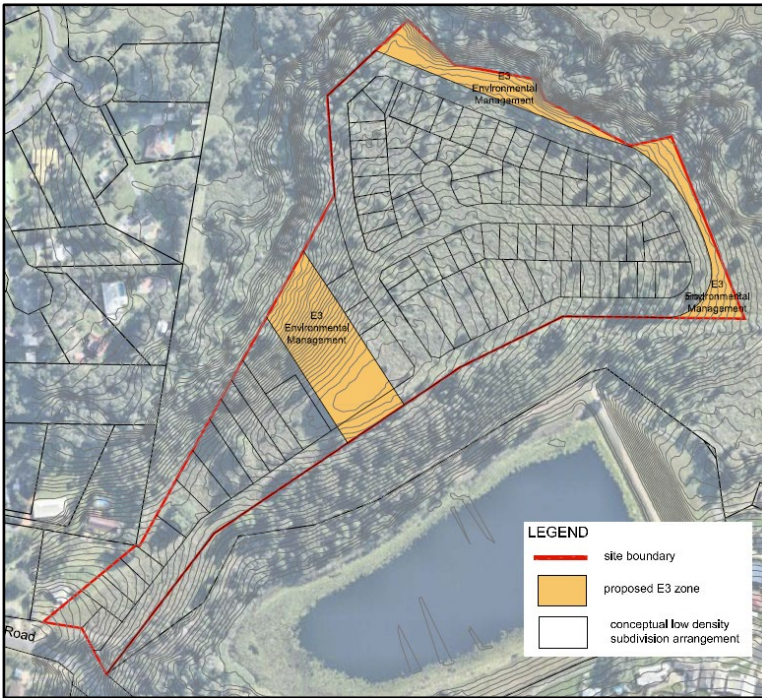 E3
Environmental
Management
E3
Environmental
Management
E3
Environmental
Management
Road
LEGEND
site boundary
proposed E3 zone
conceptual low density
subdivision arrangement